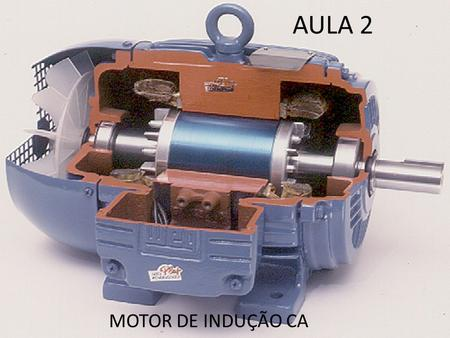 AULA 2
MOTOR DE INDUÇÃO CA